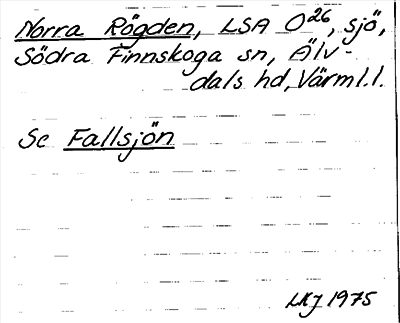 Norra Rögden, LSA O26, sjö,
Södra Finnskoga sn, Älv-
dals hd, Värml.l.
Se Fallsjön
LKJ 1975